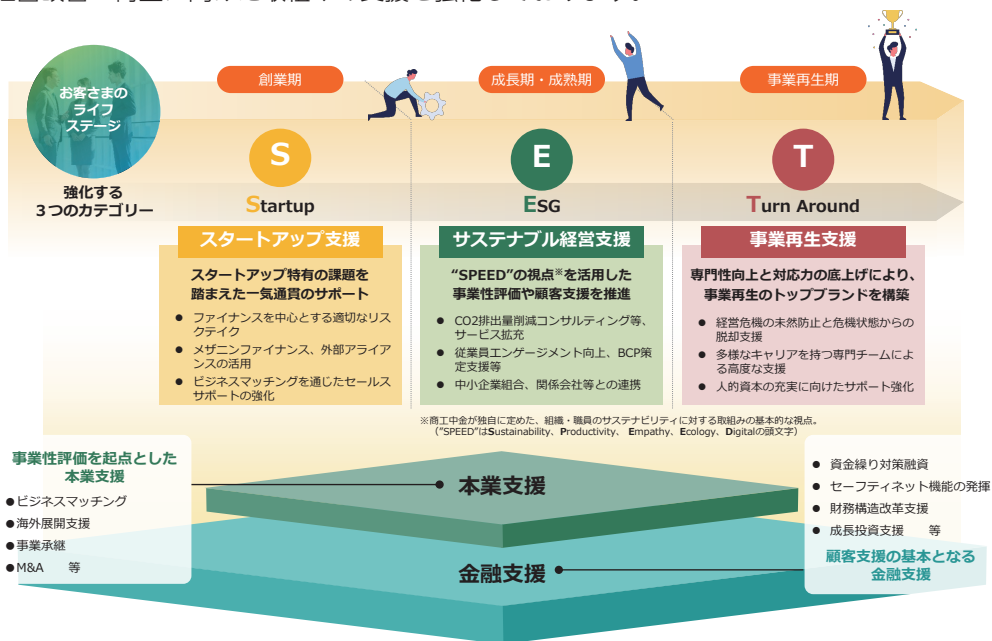 創業期
成長期・成熟期
事業再生期
お客さまの
ライフ
ステージ
強化する
３つのカテゴリー
S
Startup
E
ESG
T
Turn Around
スタートアップ支援
スタートアップ特有の課題を
踏まえた一気通貫のサポート
● ファイナンスを中心とする適切なリス
クテイク
● メザニンファイナンス、外部アライア
ンスの活用
● ビジネスマッチングを通じたセールス
サポートの強化
サステナブル経営支援
“SPEED”の視点※を活用した
事業性評価や顧客支援を推進
● CO2排出量削減コンサルティング等、
サービス拡充
● 従業員エンゲージメント向上、BCP策
定支援等
● 中小企業組合、関係会社等との連携
事業再生支援
専門性向上と対応力の底上げにより、
事業再生のトップブランドを構築
● 経営危機の未然防止と危機状態からの
脱却支援
● 多様なキャリアを持つ専門チームによ
る高度な支援
● 人的資本の充実に向けたサポート強化
※商工中金が独自に定めた、組織・職員のサステナビリティに対する取組みの基本的な視点。
（“SPEED”はSustainability、Productivity、 Empathy、Ecology、Digitalの頭文字）
事業性評価を起点とした
本業支援
●ビジネスマッチング
●海外展開支援
●事業承継
●M&A 等
本業支援
金融支援
● 資金繰り対策融資
● セーフティネット機能の発揮
● 財務構造改革支援
● 成長投資支援 等
顧客支援の基本となる
金融支援